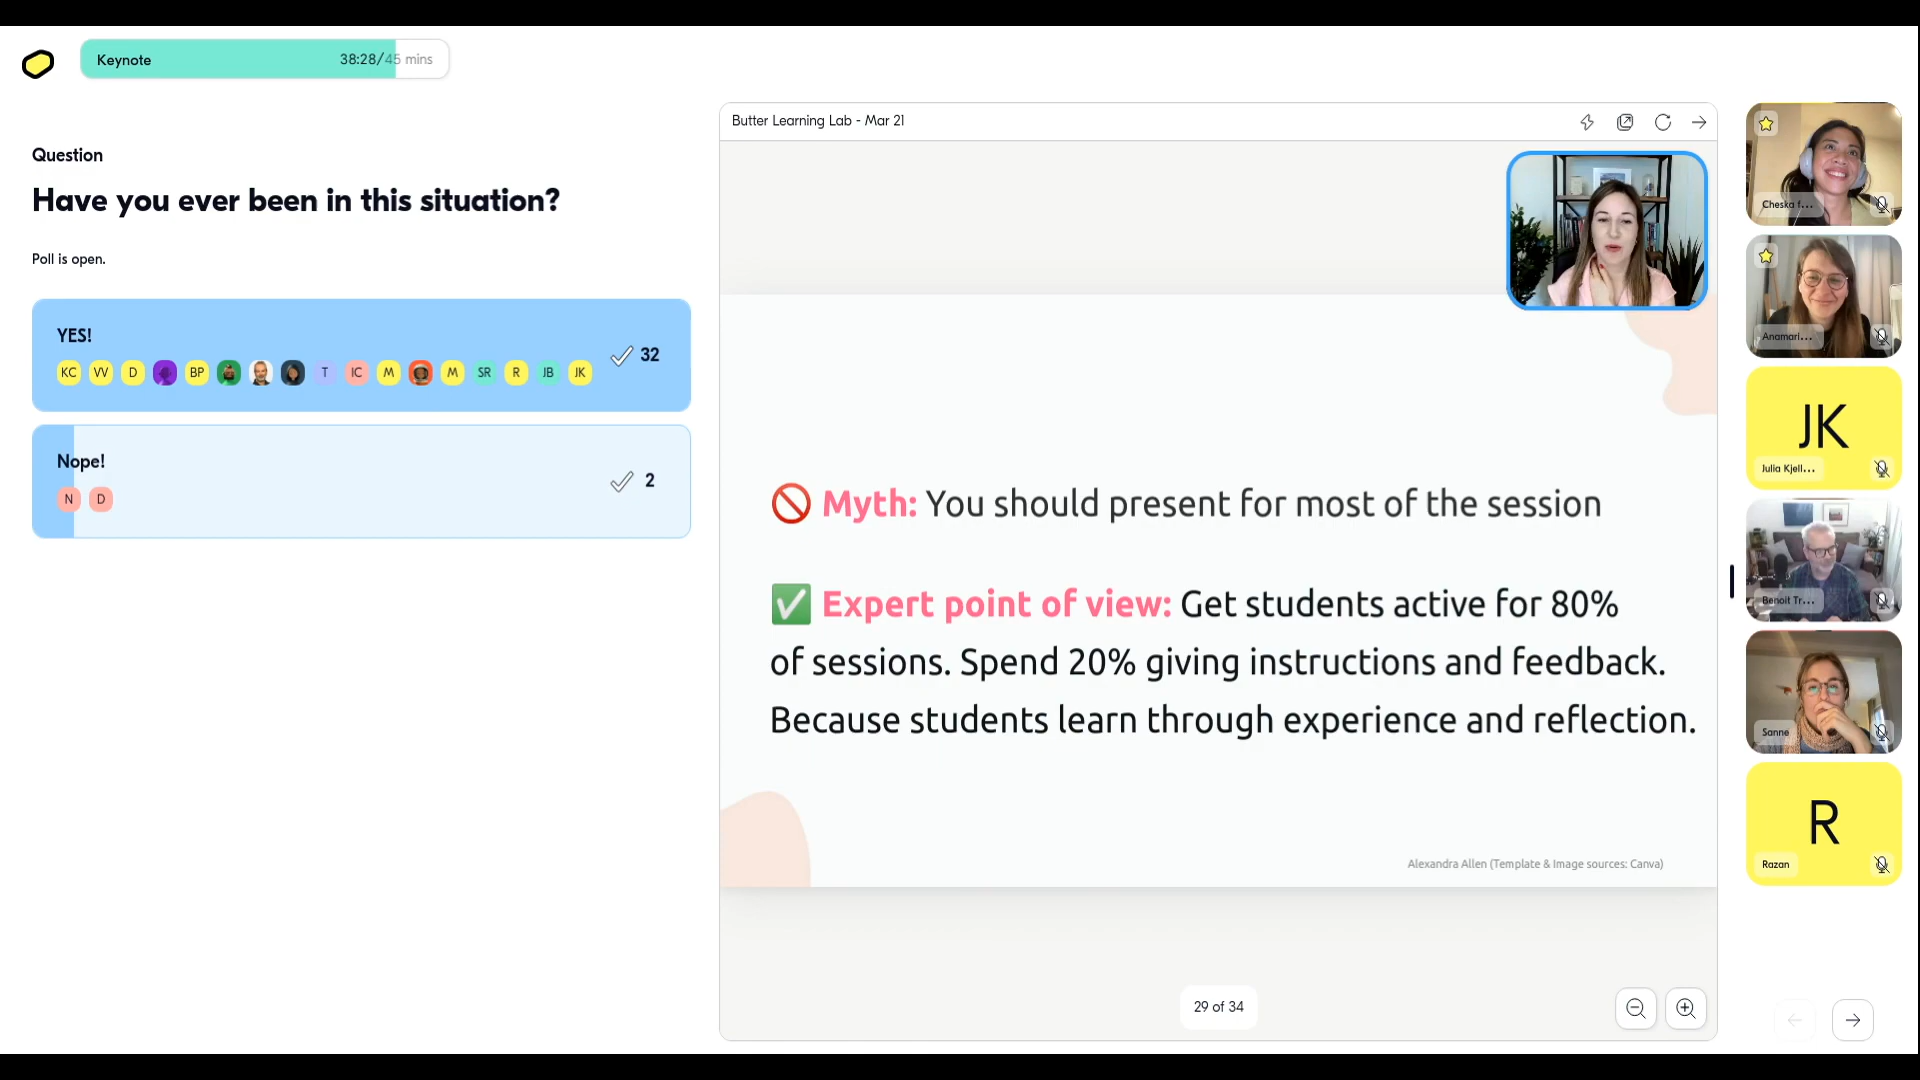 Keynote 38:28/45 mins
Question
Have you ever been in this situation?
Poll is open.
YES!
KC VV D BP T IC M M SR R JB JK
32
Nope!
N D
2
Butter Learning Lab - Mar 21
🚫 Myth: You should present for most of the session
✅ Expert point of view: Get students active for 80%
of sessions. Spend 20% giving instructions and feedback.
Because students learn through experience and reflection.
Alexandra Allen (Template & Image sources: Canva)
29 of 34
Cheska f...
Anamari...
JK
Julia Kjell...
Benoit Tr...
Sanne
R
Razan